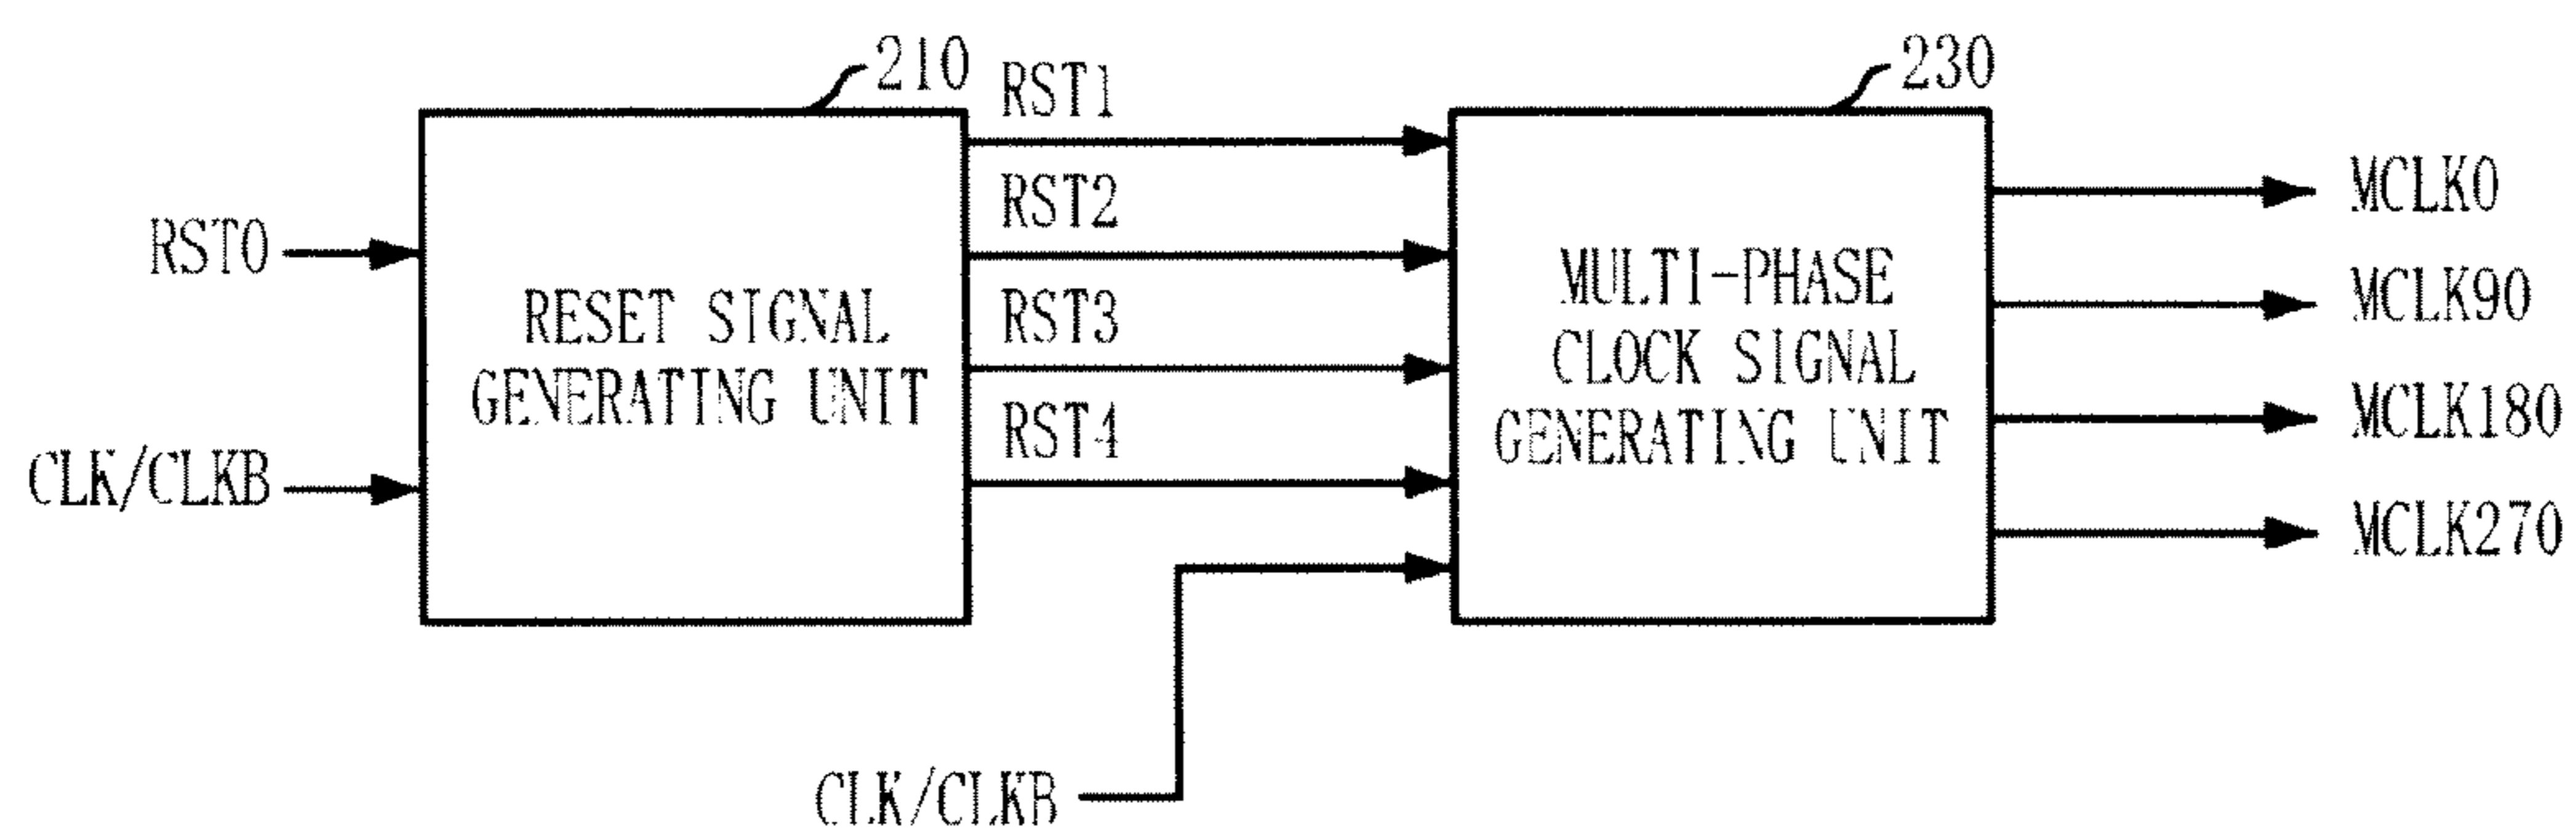 210
230
RST1
RST2
RST3
RST4
RST0
CLK/CLKB
RESET SIGNAL
GENERATING UNIT
MULTI-PHASE
CLOCK SIGNAL
GENERATING UNIT
MCLK0
MCLK90
MCLK180
MCLK270
CLK/CLKB